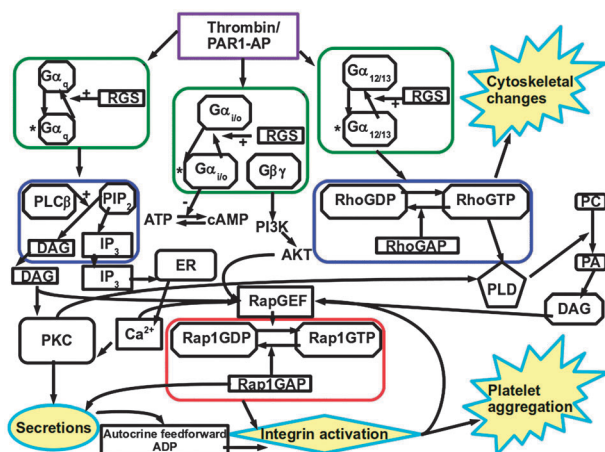 Thrombin/
PAR1-AP
Gαq
+
RGS
*
Gαq
Gαi/o
RGS
+
*
Gαi/o
Gβγ
Gα12/13
RGS
+
*
Gα12/13
Cytoskeletal
changes
PLCβ
+
PIP2
DAG
IP3
-
ATP
cAMP
PI3K
AKT
RhoGDP
RhoGTP
RhoGAP
PC
PA
DAG
PLD
DAG
IP3
ER
PKC
Ca2+
RapGEF
Rap1GDP
Rap1GTP
Rap1GAP
Secretions
Autocrine feedforward
ADP
Integrin activation
Platelet
aggregation